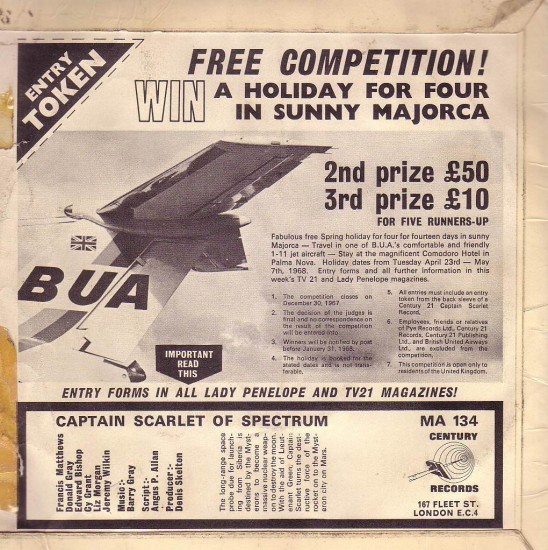 ENTRY
TOKEN
FREE COMPETITION!
WIN A HOLIDAY FOR FOUR
IN SUNNY MAJORCA
2nd prize £50
3rd prize £10
FOR FIVE RUNNERS-UP
Fabulous free Spring holiday for four for fourteen days in sunny
Majorca — Travel in one of B.U.A.'s comfortable and friendly
1-11 jet aircraft — Stay at the magnificent Comodoro Hotel in
Palma Nova. Holiday dates from Tuesday April 23rd — May
7th, 1968. Entry forms and all further information in this
week's TV 21 and Lady Penelope magazines.
1. The competition closes on
December 30, 1967.
2. The decision of the judges is
final and no correspondence on
the result of the competition
will be entered into.
3. Winners will be notified by post
before January 31, 1968.
4. The holiday is booked for the
stated dates and is not trans-
ferable.
5. All entries must include an entry
token from the back sleeve of a
Century 21 Captain Scarlet
Record.
6. Employees, friends or relatives
of Pye Records Ltd., Century 21
Records, Century 21 Publishing
Ltd., and British United Airways
Ltd., are excluded from the
competition.
7. This competition is open only to
residents of the United Kingdom.
BUA
IMPORTANT
READ
THIS
ENTRY FORMS IN ALL LADY PENELOPE AND TV21 MAGAZINES!
CAPTAIN SCARLET OF SPECTRUM
MA 134
Francis Matthews
Donald Gray
Edward Bishop
Cy Grant
Liz Morgan
Jeremy Wilkin
Music:-
Barry Gray
Script:-
Angus P. Allan
Producer:-
Denis Skelton
The long-range space
probe due for launch-
ing from Siberia is
destined by the Myst-
erons to become a
massive nuclear weap-
on to destroy the moon.
With the aid of Lieut-
enant Green, Captain
Scarlet turns the dest-
ructive force of the
rocket on to the Myst-
eron city on Mars.
CENTURY
21
RECORDS
167 FLEET ST.
LONDON E.C.4